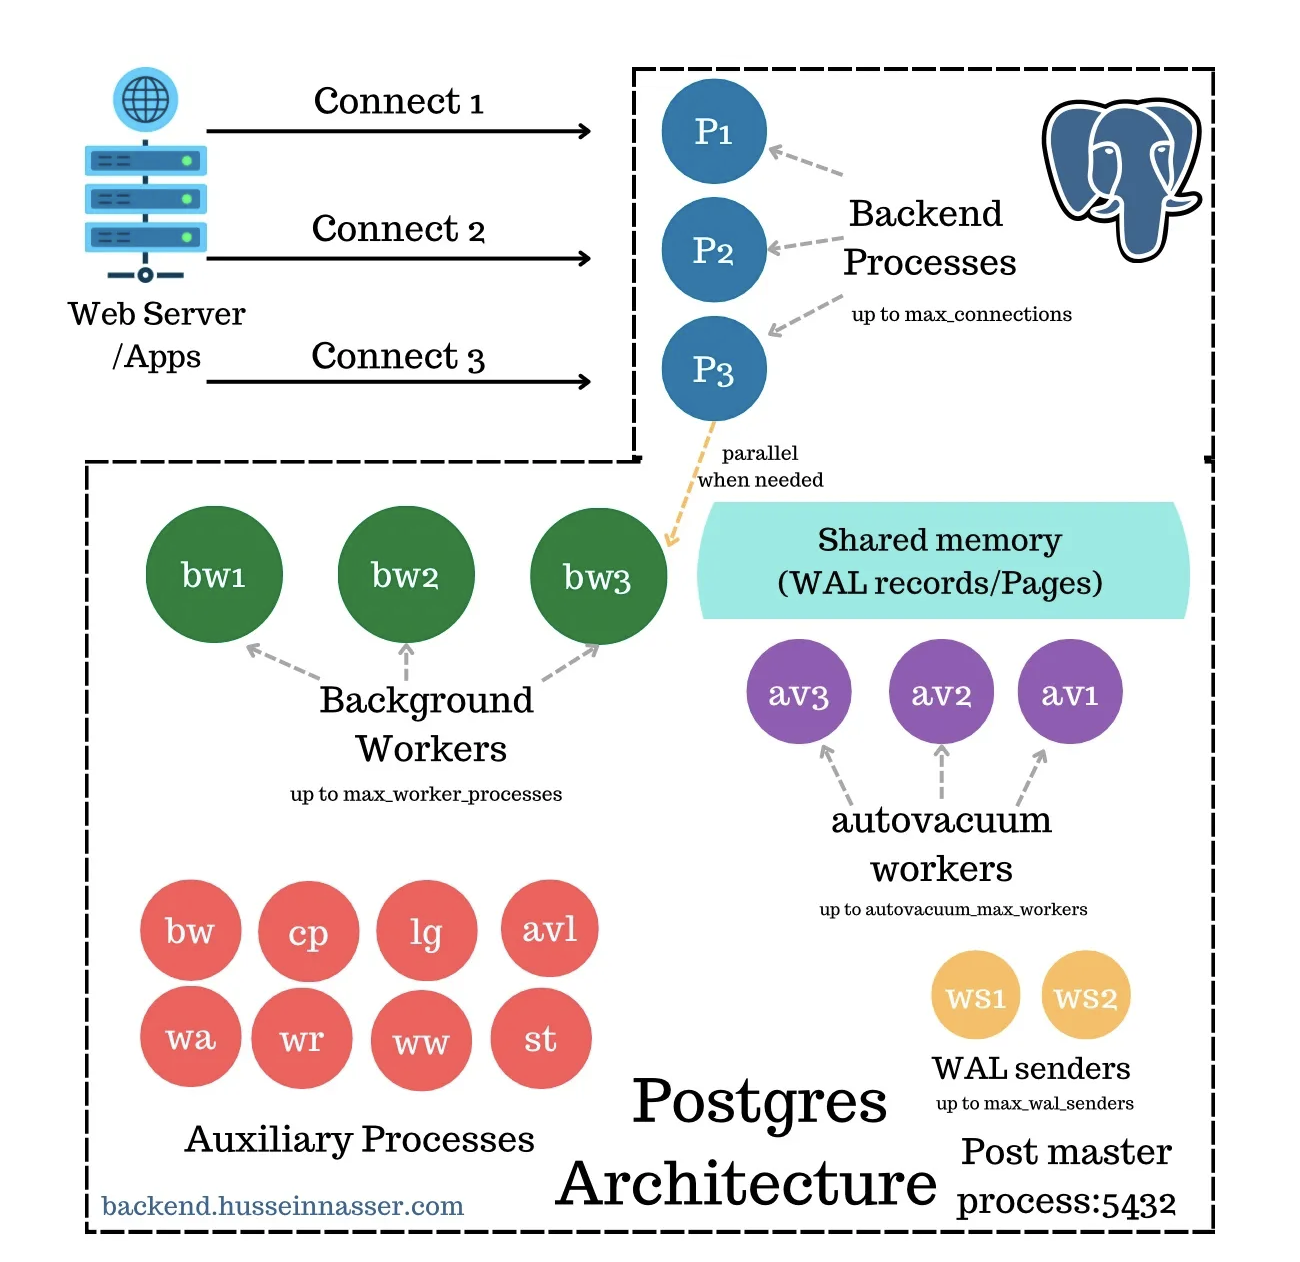 Connect 1
Connect 2
Connect 3
Web Server
/Apps
P1
P2
P3
Backend
Processes
up to max_connections
parallel
when needed
bw1
bw2
bw3
Background
Workers
up to max_worker_processes
Shared memory
(WAL records/Pages)
av3
av2
av1
autovacuum
workers
up to autovacuum_max_workers
bw
cp
lg
avl
wa
wr
ww
st
Auxiliary Processes
ws1
ws2
WAL senders
up to max_wal_senders
Postgres
Architecture
Post master
process:5432
backend.husseinnasser.com